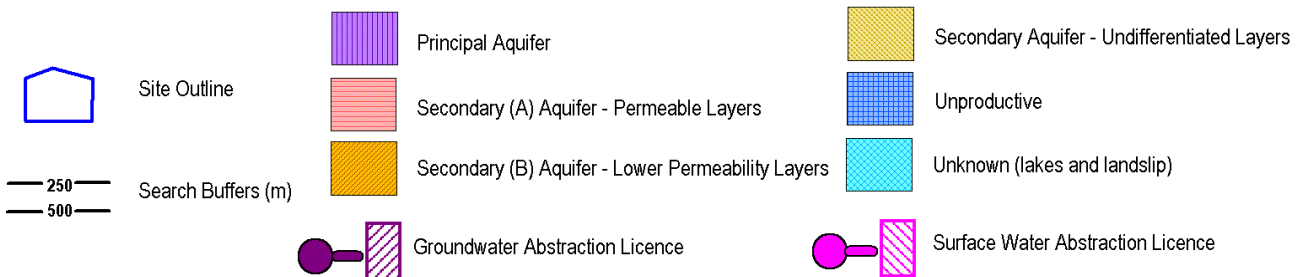 Site Outline
250
500
Search Buffers (m)
Principal Aquifer
Secondary (A) Aquifer - Permeable Layers
Secondary (B) Aquifer - Lower Permeability Layers
Groundwater Abstraction Licence
Secondary Aquifer - Undifferentiated Layers
Unproductive
Unknown (lakes and landslip)
Surface Water Abstraction Licence